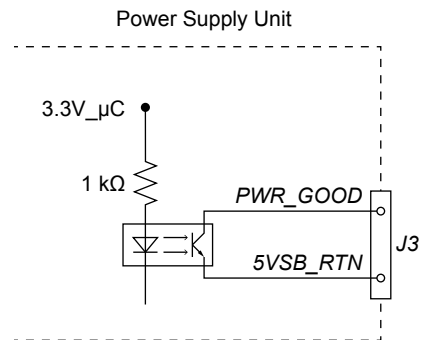 Power Supply Unit
3.3V_µC
1 kΩ
PWR_GOOD
J3
5VSB_RTN